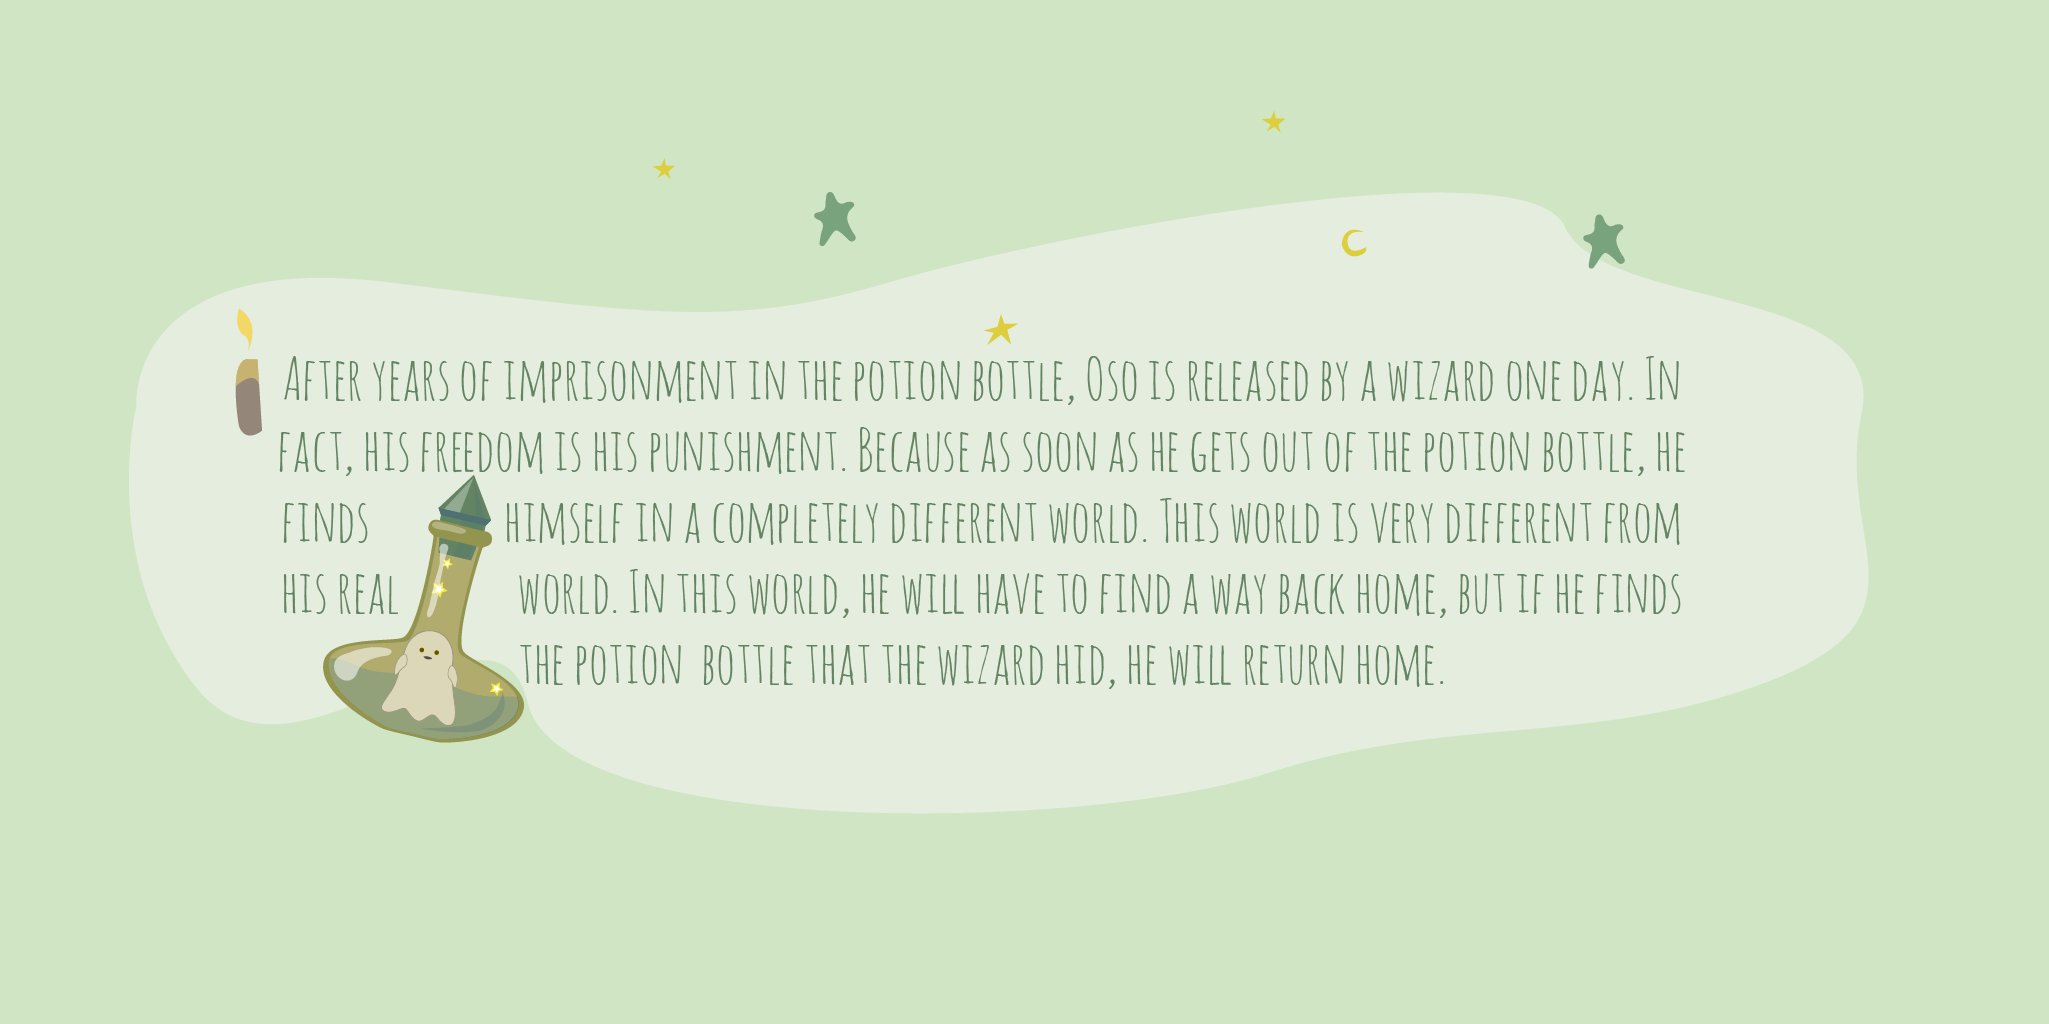 After years of imprisonment in the potion bottle, Oso is released by a wizard one day. In
fact, his freedom is his punishment. Because as soon as he gets out of the potion bottle, he
finds himself in a completely different world. This world is very different from
his real world. In this world, he will have to find a way back home, but if he finds
the potion bottle that the wizard hid, he will return home.